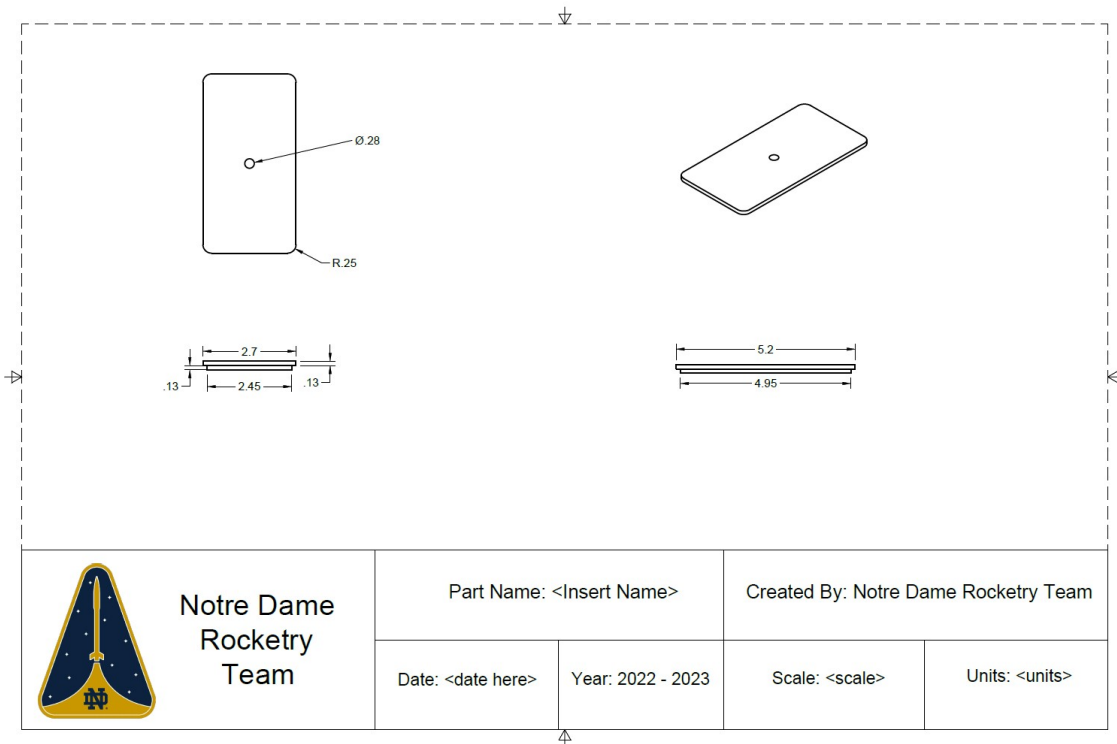 Ø.28
R.25
2.7
.13
2.45
.13
5.2
4.95
Notre Dame
Rocketry
Team
Part Name: <Insert Name>
Created By: Notre Dame Rocketry Team
Date: <date here>
Year: 2022 - 2023
Scale: <scale>
Units: <units>
ND